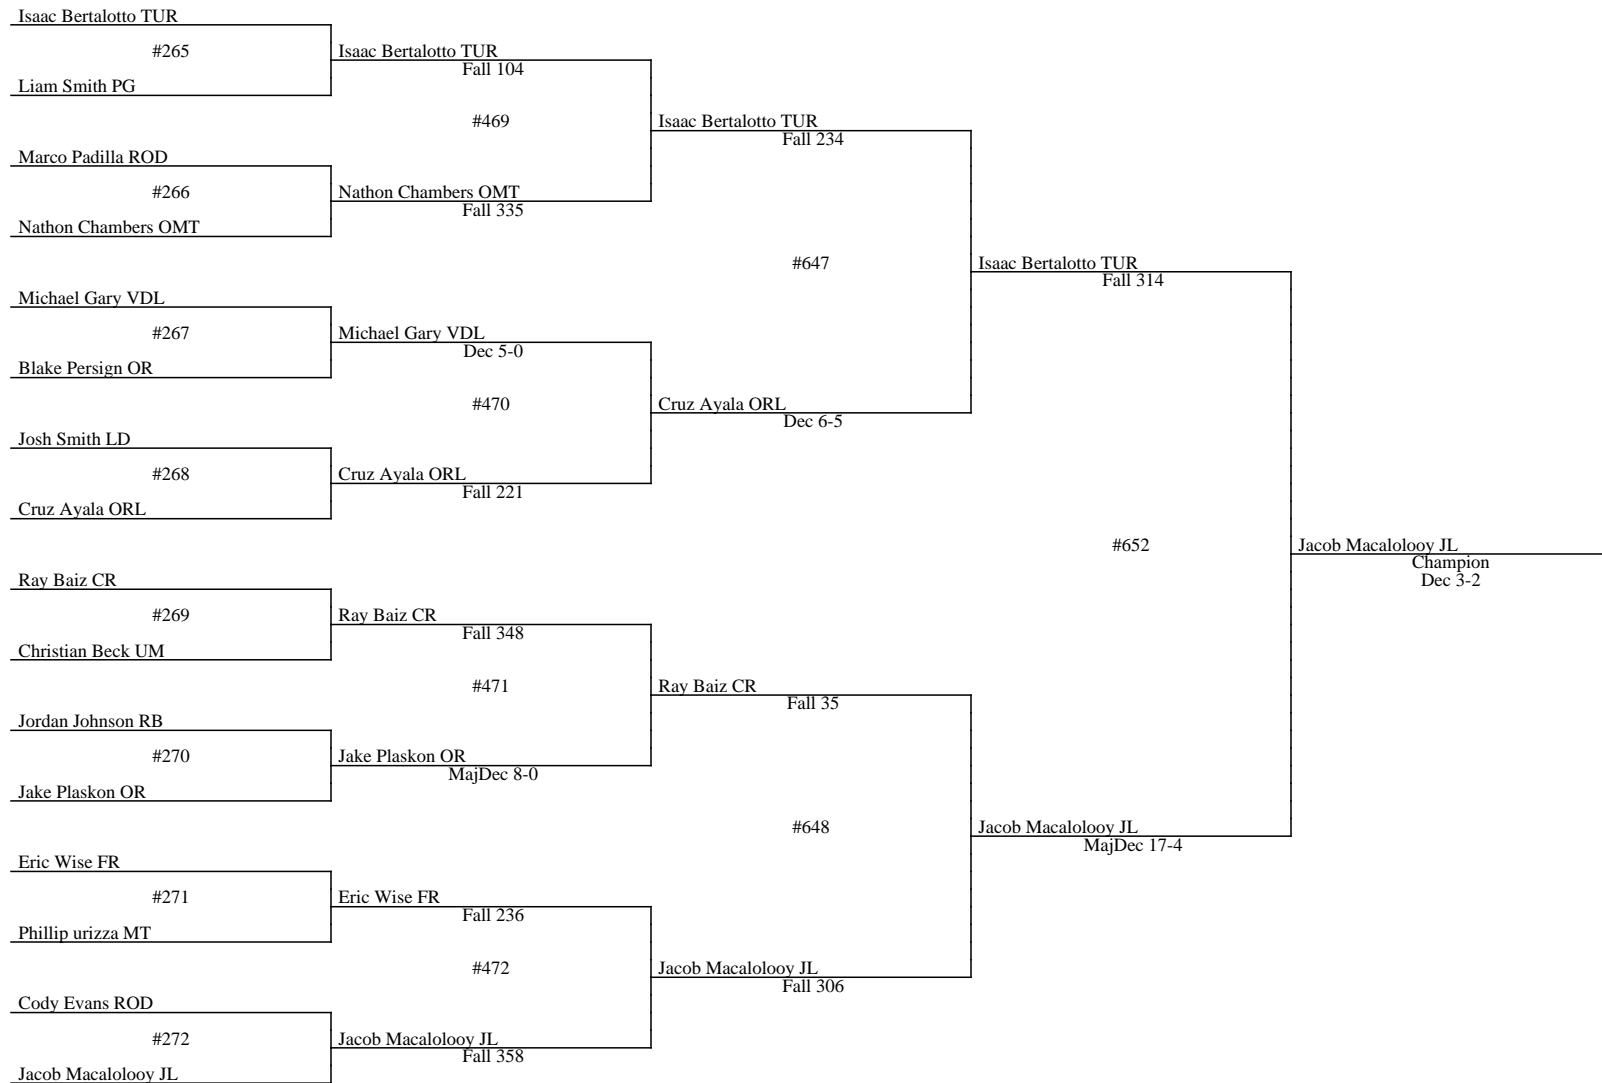 Isaac Bertalotto TUR
#265
Liam Smith PG
Marco Padilla ROD
#266
Nathon Chambers OMT
Michael Gary VDL
#267
Blake Persign OR
Josh Smith LD
#268
Cruz Ayala ORL
Ray Baiz CR
#269
Christian Beck UM
Jordan Johnson RB
#270
Jake Plaskon OR
Eric Wise FR
#271
Phillip urizza MT
Cody Evans ROD
#272
Jacob Macalolooy JL
Isaac Bertalotto TUR
Fall 104
#469
Nathon Chambers OMT
Fall 335
Michael Gary VDL
Dec 5-0
#470
Cruz Ayala ORL
Fall 221
Ray Baiz CR
Fall 348
#471
Jake Plaskon OR
MajDec 8-0
Eric Wise FR
Fall 236
#472
Jacob Macalolooy JL
Fall 358
Isaac Bertalotto TUR
Fall 234
#647
Cruz Ayala ORL
Dec 6-5
Ray Baiz CR
Fall 35
#648
Jacob Macalolooy JL
Fall 306
Isaac Bertalotto TUR
Fall 314
#652
Jacob Macalolooy JL
MajDec 17-4
Jacob Macalolooy JL
Champion
Dec 3-2